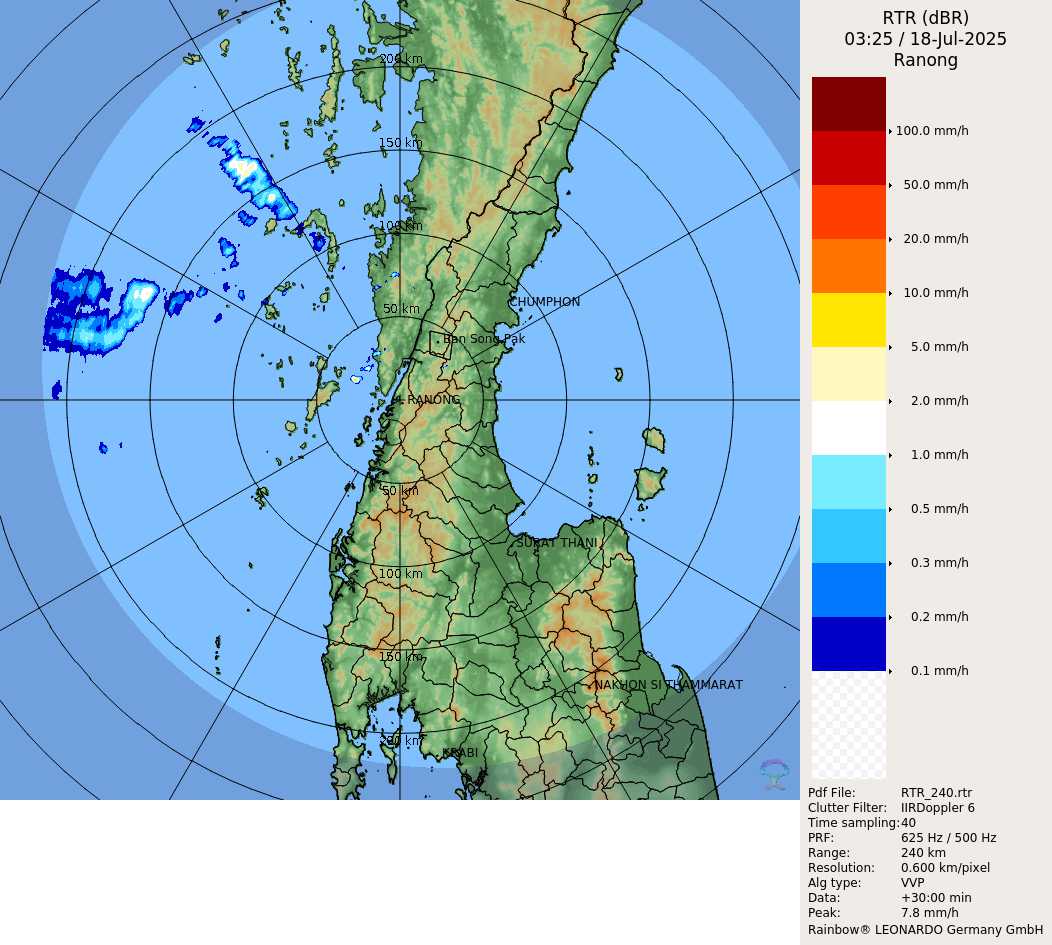 RTR (dBR)
03:25 / 18-Jul-2025
Ranong
200 km
150 km
100 km
50 km
CHUMPHON
Ban Song Pak
RANONG
50 km
SURAT THANI
100 km
150 km
NAKHON SI THAMMARAT
200 km
KRABI
100.0 mm/h
50.0 mm/h
20.0 mm/h
10.0 mm/h
5.0 mm/h
2.0 mm/h
1.0 mm/h
0.5 mm/h
0.3 mm/h
0.2 mm/h
0.1 mm/h
Pdf File: RTR_240.rtr
Clutter Filter: IIRDoppler 6
Time sampling:40
PRF: 625 Hz / 500 Hz
Range: 240 km
Resolution: 0.600 km/pixel
Alg type: VVP
Data: +30:00 min
Peak: 7.8 mm/h
Rainbow® LEONARDO Germany GmbH